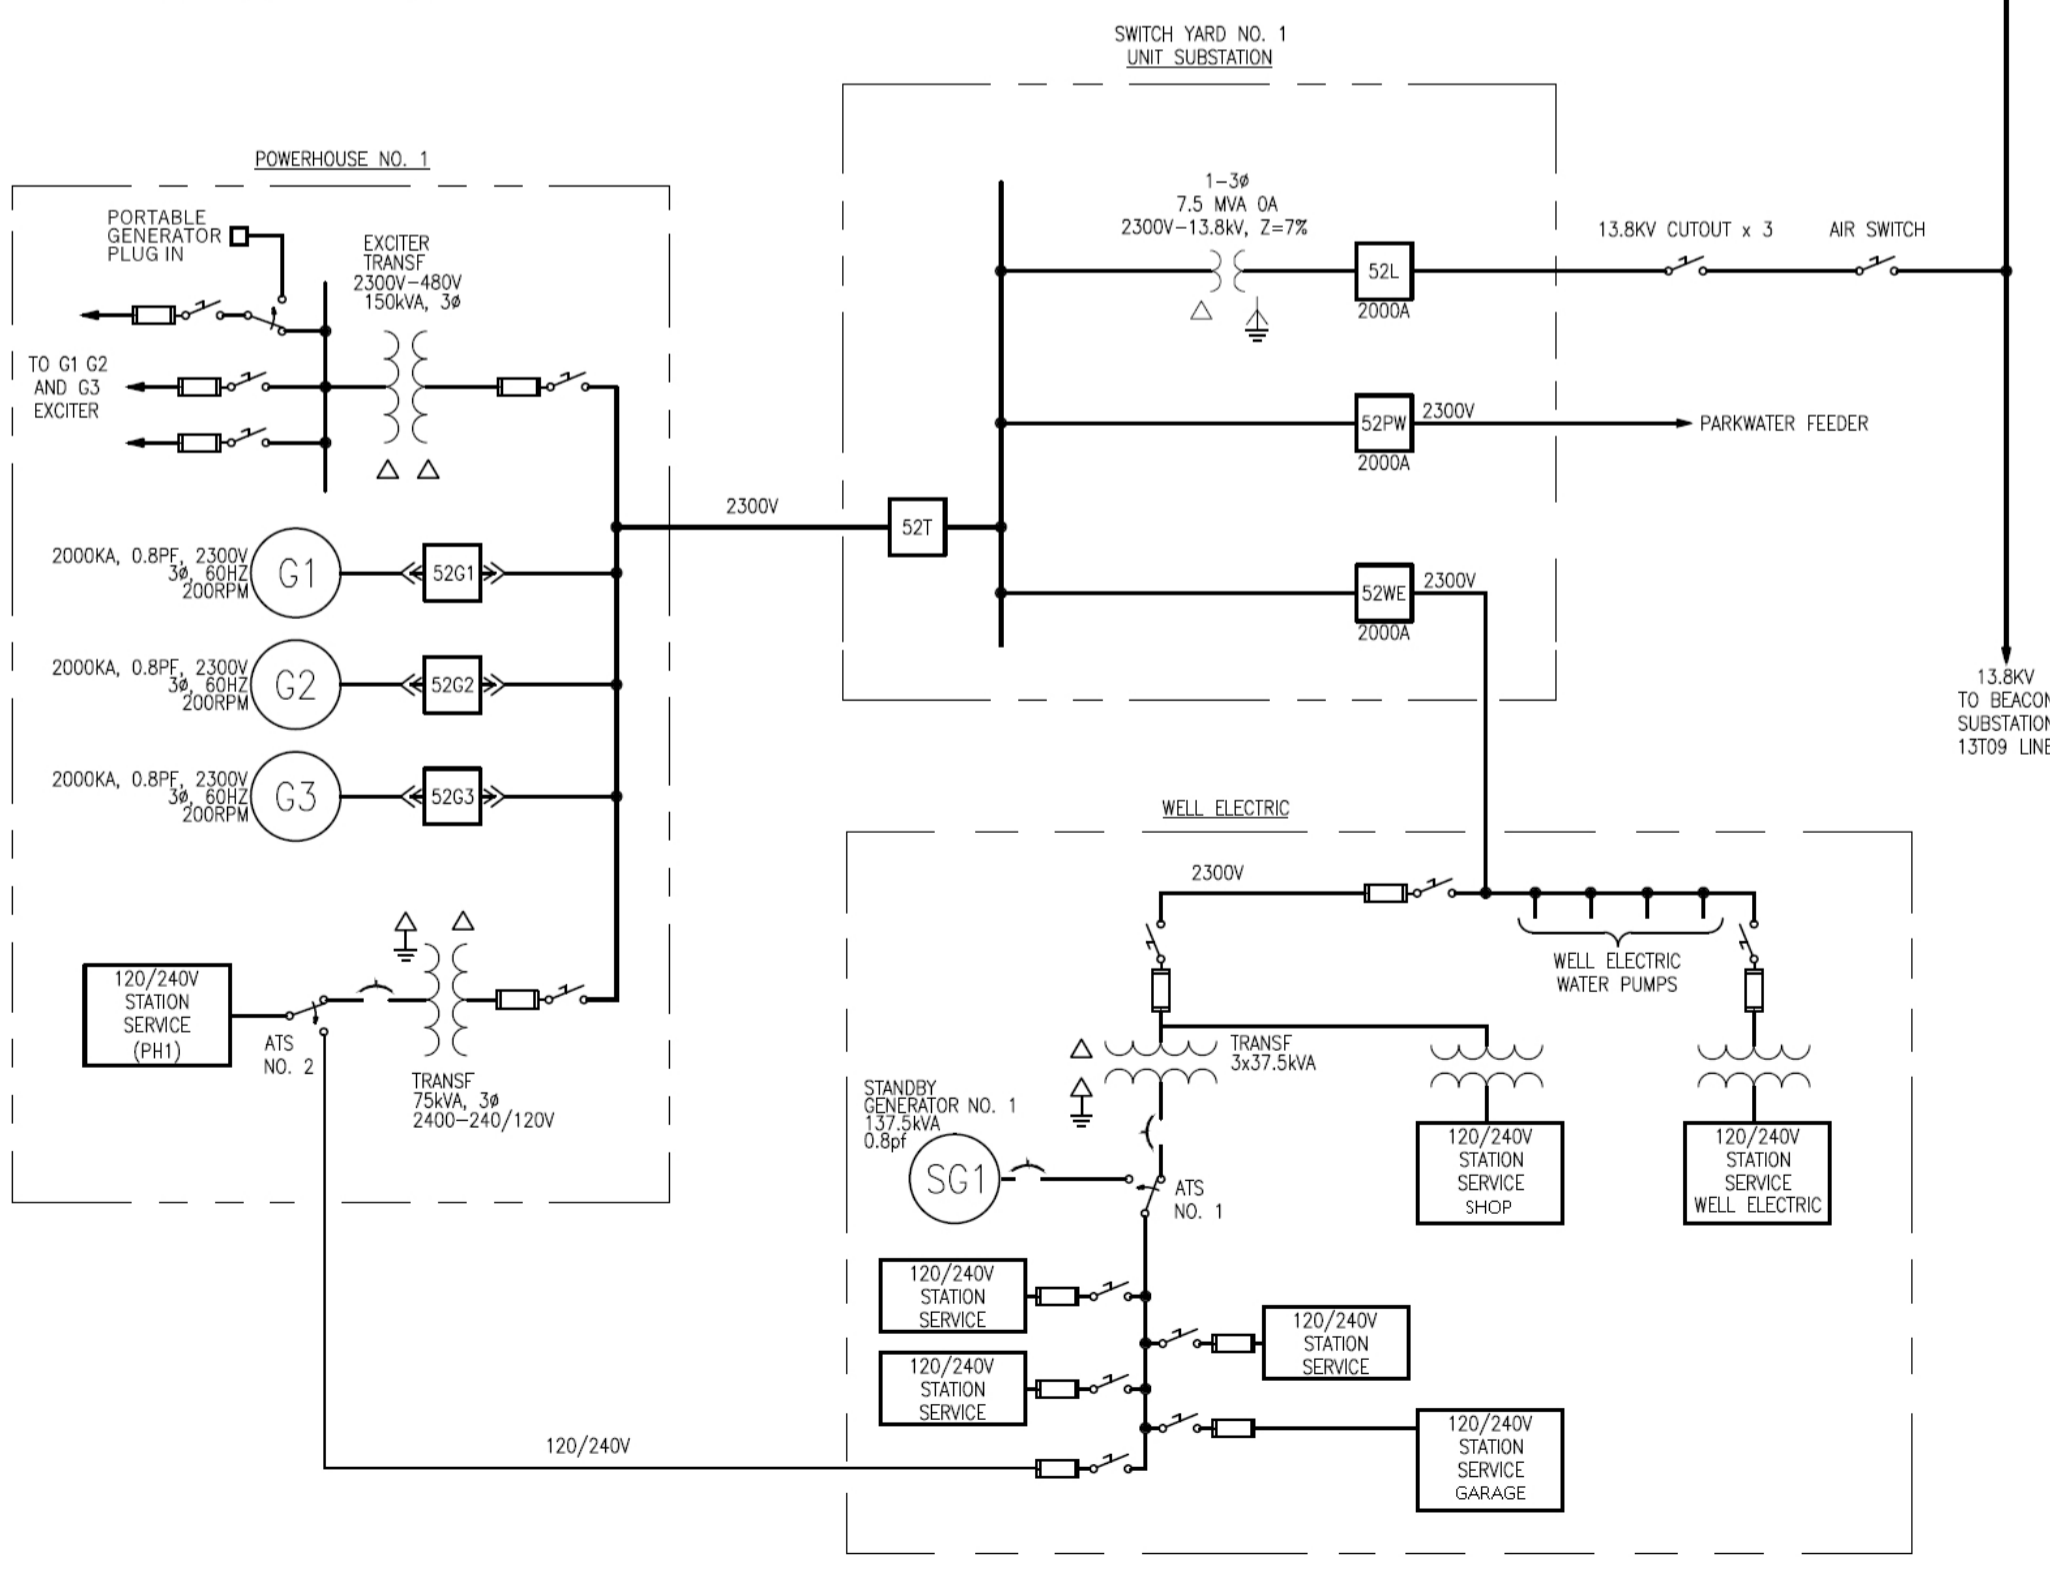 SWITCH YARD NO. 1
UNIT SUBSTATION
POWERHOUSE NO. 1
PORTABLE
GENERATOR
PLUG IN
EXCITER
TRANSF
2300V-480V
150kVA, 3ø
TO G1 G2
AND G3
EXCITER
1-3ø
7.5 MVA OA
2300V-13.8kV, Z=7%
52L
2000A
13.8KV CUTOUT x 3
AIR SWITCH
52PW
2300V
2000A
PARKWATER FEEDER
2300V
52T
52WE
2300V
2000A
2000KA, 0.8PF, 2300V
3ø, 60HZ
200RPM
G1
52G1
2000KA, 0.8PF, 2300V
3ø, 60HZ
200RPM
G2
52G2
2000KA, 0.8PF, 2300V
3ø, 60HZ
200RPM
G3
52G3
13.8KV
TO BEACON
SUBSTATION
13T09 LINE
120/240V
STATION
SERVICE
(PH1)
ATS
NO. 2
TRANSF
75kVA, 3ø
2400-240/120V
WELL ELECTRIC
2300V
WELL ELECTRIC
WATER PUMPS
TRANSF
3x37.5kVA
STANDBY
GENERATOR NO. 1
137.5kVA
0.8pf
SG1
ATS
NO. 1
120/240V
STATION
SERVICE
SHOP
120/240V
STATION
SERVICE
WELL ELECTRIC
120/240V
STATION
SERVICE
120/240V
STATION
SERVICE
120/240V
STATION
SERVICE
120/240V
STATION
SERVICE
GARAGE
120/240V